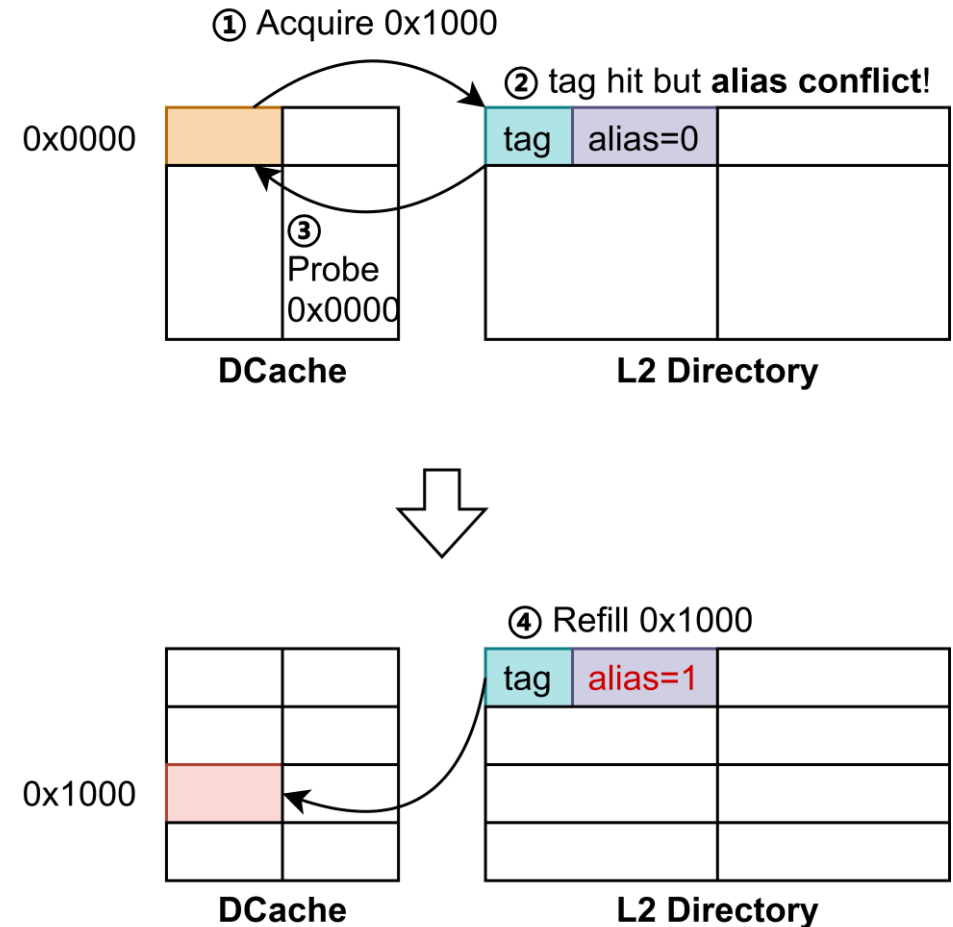 ① Acquire 0x1000
② tag hit but alias conflict!
0x0000
tag
alias=0
③
Probe
0x0000
DCache
L2 Directory
④ Refill 0x1000
tag
alias=1
0x1000
DCache
L2 Directory